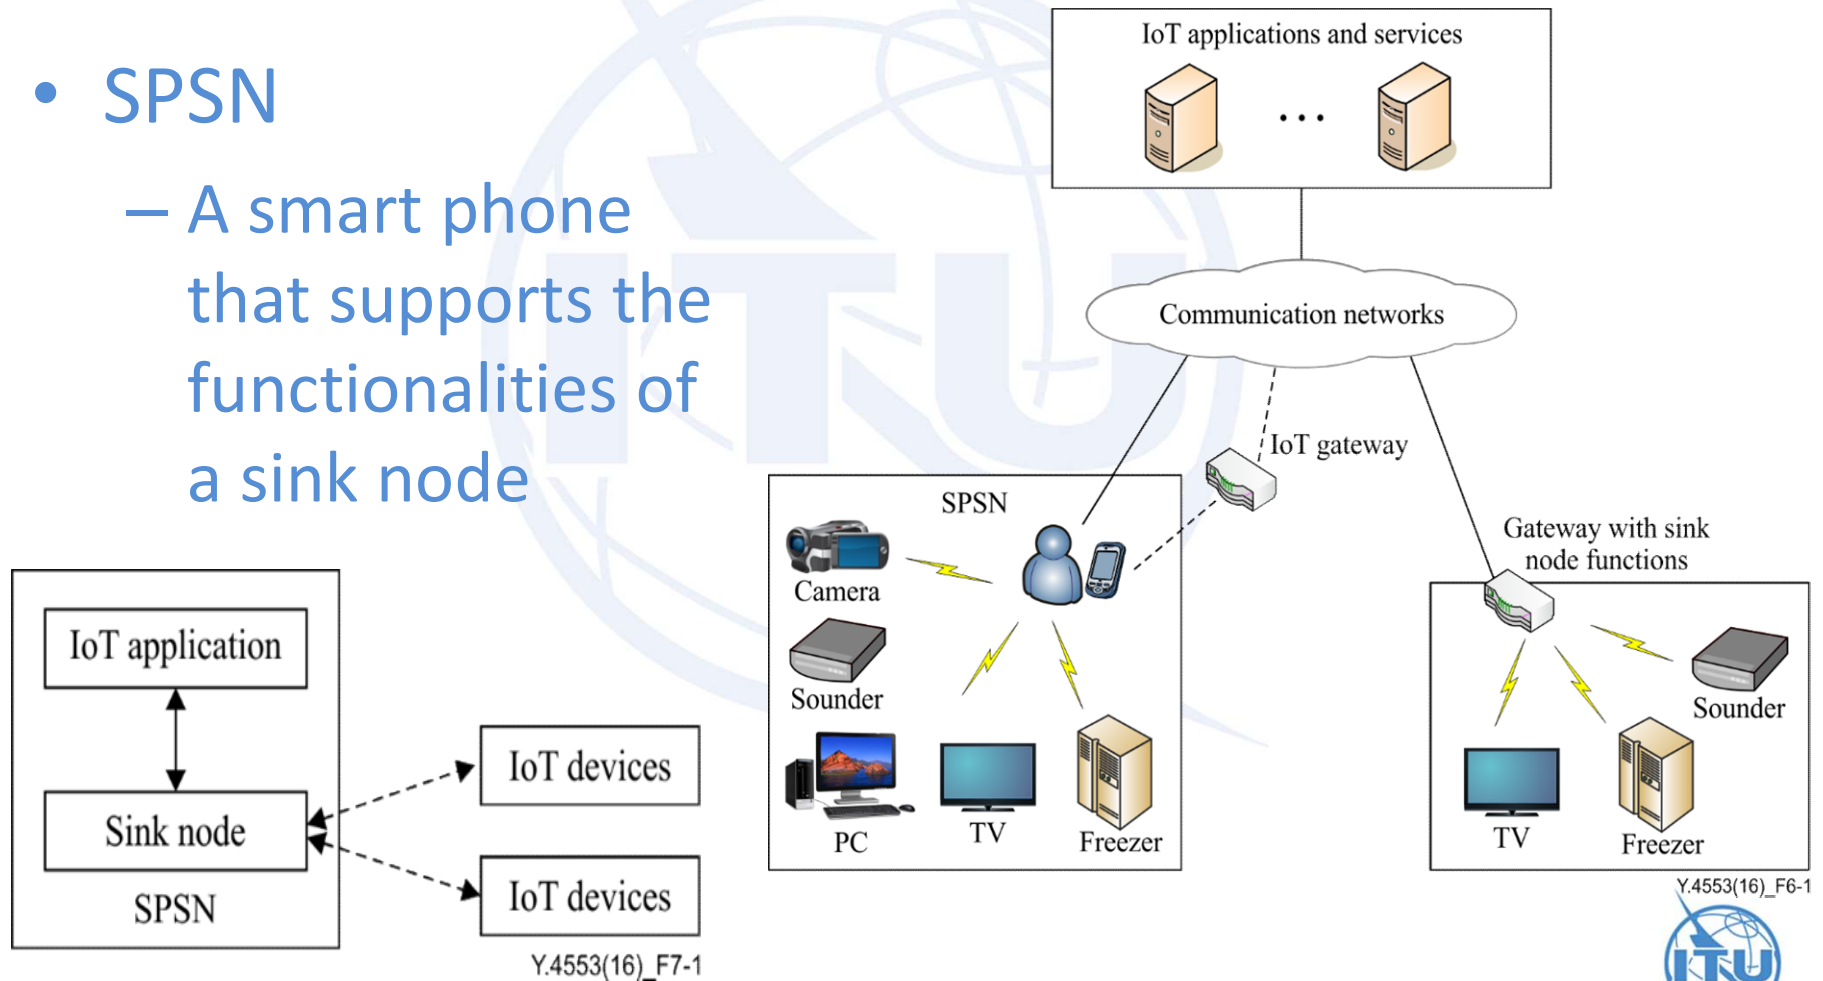 • SPSN
– A smart phone
that supports the
functionalities of
a sink node
IoT application
Sink node
SPSN
IoT devices
IoT devices
Y.4553(16)_F7-1
IoT applications and services
...
Communication networks
IoT gateway
SPSN
Camera
Sounder
PC
TV
Freezer
Gateway with sink
node functions
Sounder
TV
Freezer
Y.4553(16)_F6-1
ITU
ITU